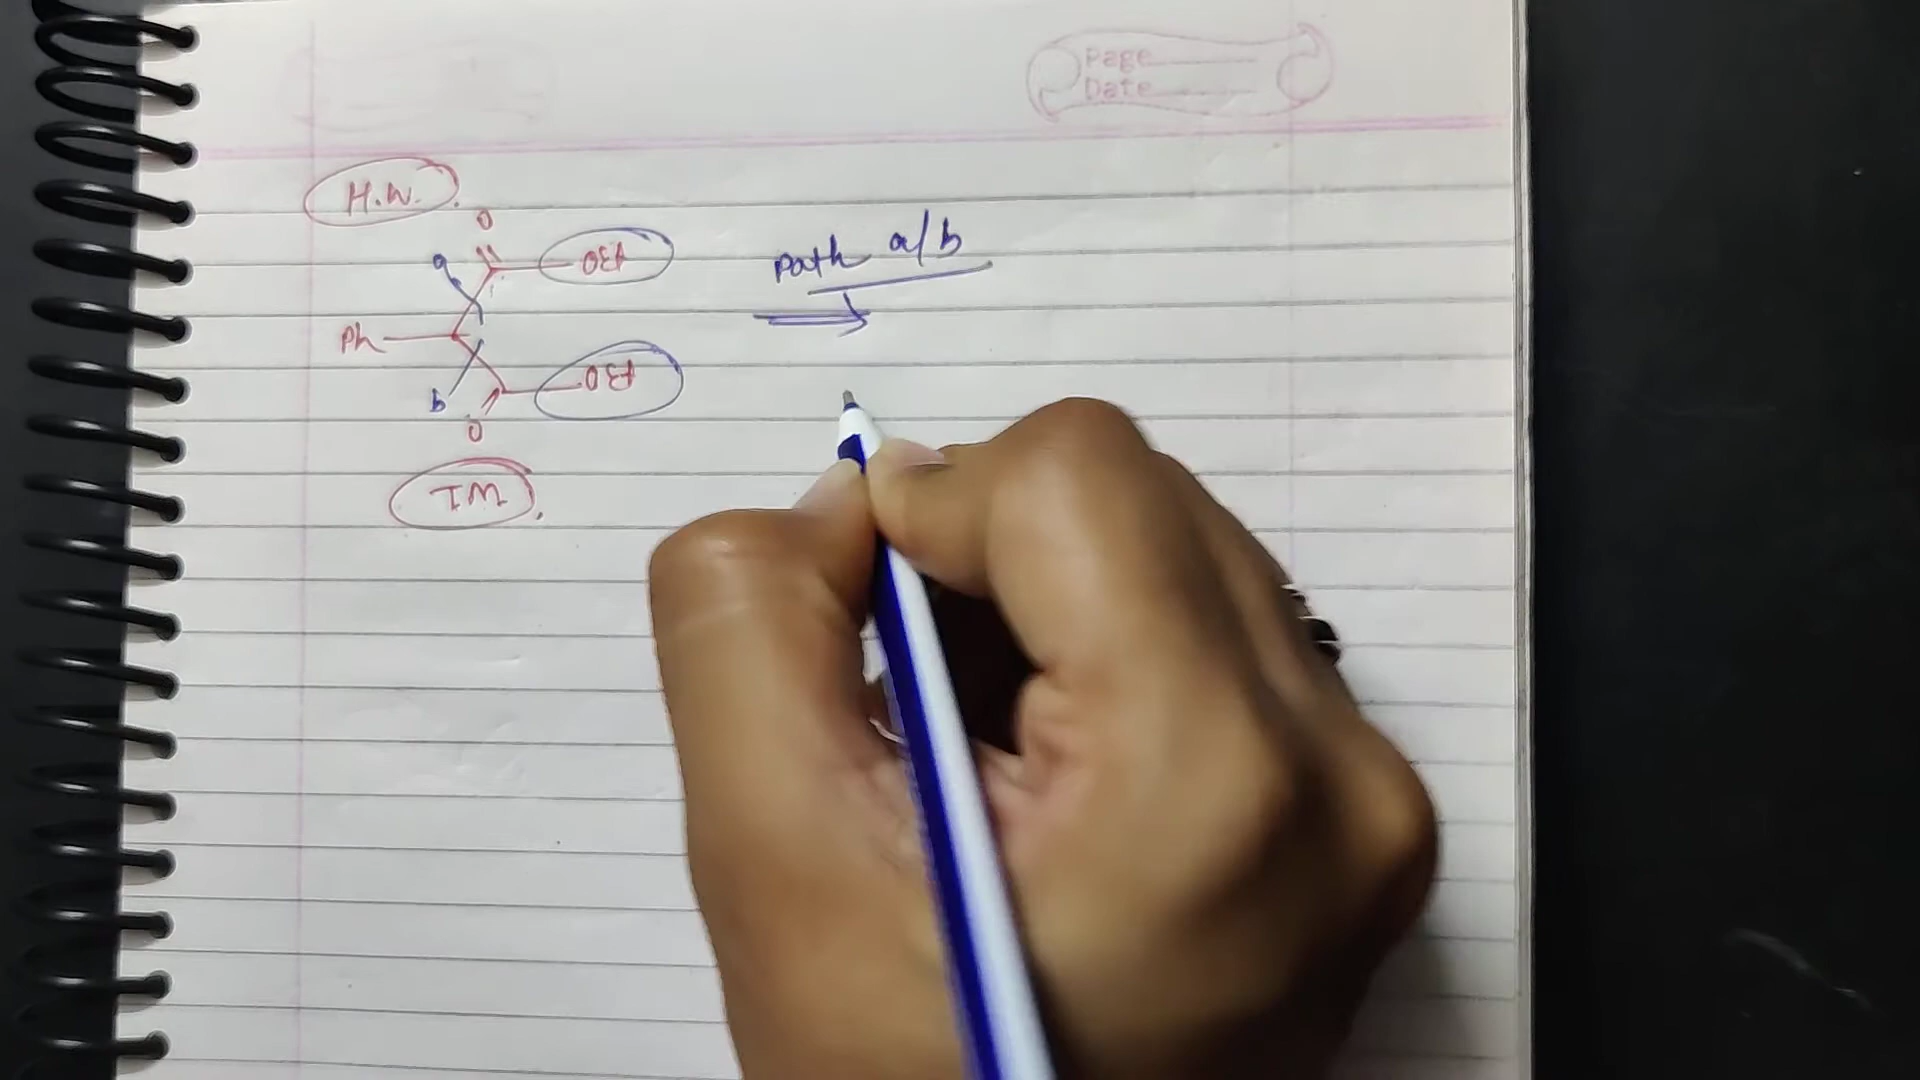 Page
Date
H.W.
O
a
OEt
path a/b
Ph
b
OEt
O
TM